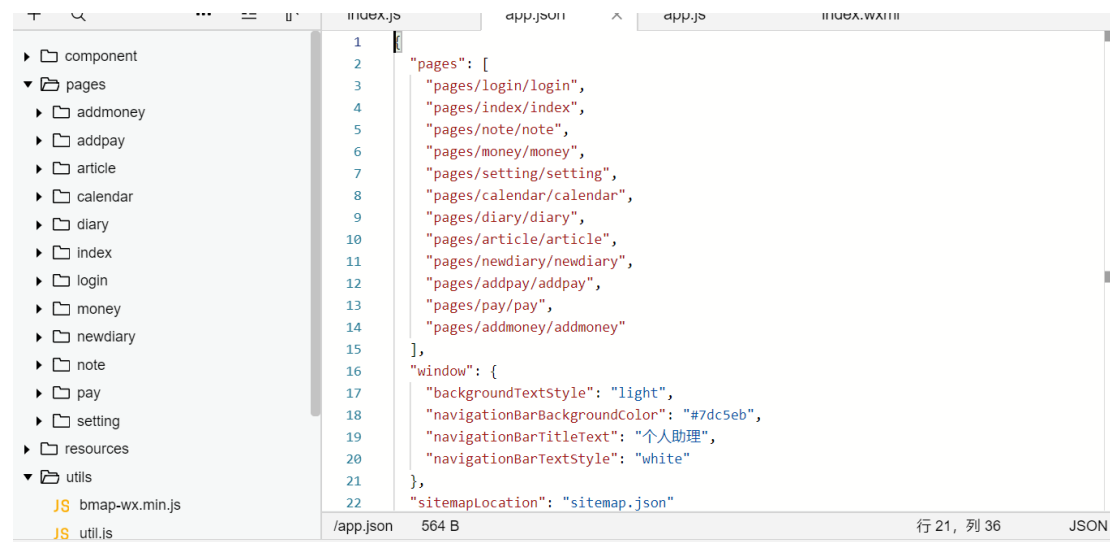 index.js
app.json
app.js
index.wxml
component
pages
addmoney
addpay
article
calendar
diary
index
login
money
newdiary
note
pay
setting
resources
utils
JS bmap-wx.min.js
JS util.js
1 {
2 "pages": [
3 "pages/login/login",
4 "pages/index/index",
5 "pages/note/note",
6 "pages/money/money",
7 "pages/setting/setting",
8 "pages/calendar/calendar",
9 "pages/diary/diary",
10 "pages/article/article",
11 "pages/newdiary/newdiary",
12 "pages/addpay/addpay",
13 "pages/pay/pay",
14 "pages/addmoney/addmoney"
15 ],
16 "window": {
17 "backgroundTextStyle": "light",
18 "navigationBarBackgroundColor": "#7dc5eb",
19 "navigationBarTitleText": "个人助理",
20 "navigationBarTextStyle": "white"
21 },
22 "sitemapLocation": "sitemap.json"
/app.json 564 B 行 21，列 36 JSON